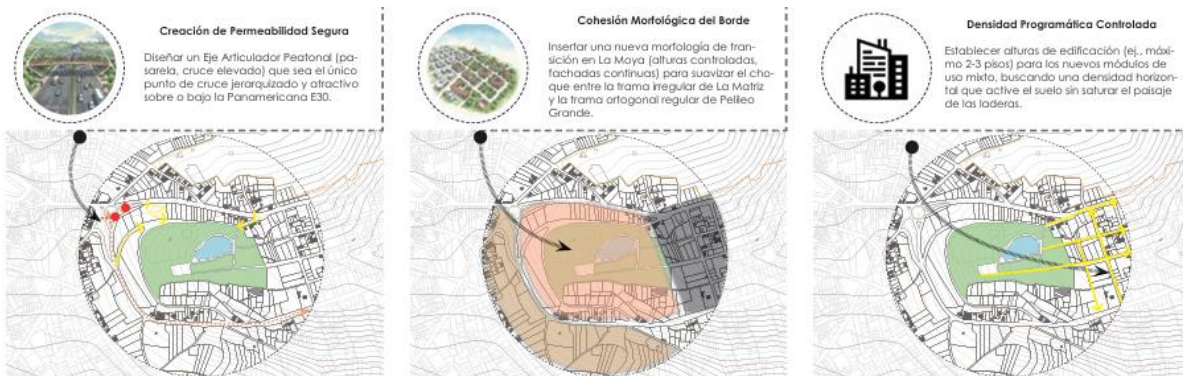 Creación de Permeabilidad Segura
Diseñar un Eje Articulador Peatonal (pa-
sarela, cruce elevado) que sea el único
punto de cruce jerarquizado y atractivo
sobre o bajo la Panamericana E30.
Cohesión Morfológica del Borde
Insertar una nueva morfología de tran-
sición en La Moya (alturas controladas,
fachadas continuas) para suavizar el cho-
que entre la trama irregular de La Matriz
y la trama ortogonal regular de Pelileo
Grande.
Densidad Programática Controlada
Establecer alturas de edificación (ej., máxi-
mo 2-3 pisos) para los nuevos módulos de
uso mixto, buscando una densidad horizon-
tal que active el suelo sin saturar el paisaje
de las laderas.